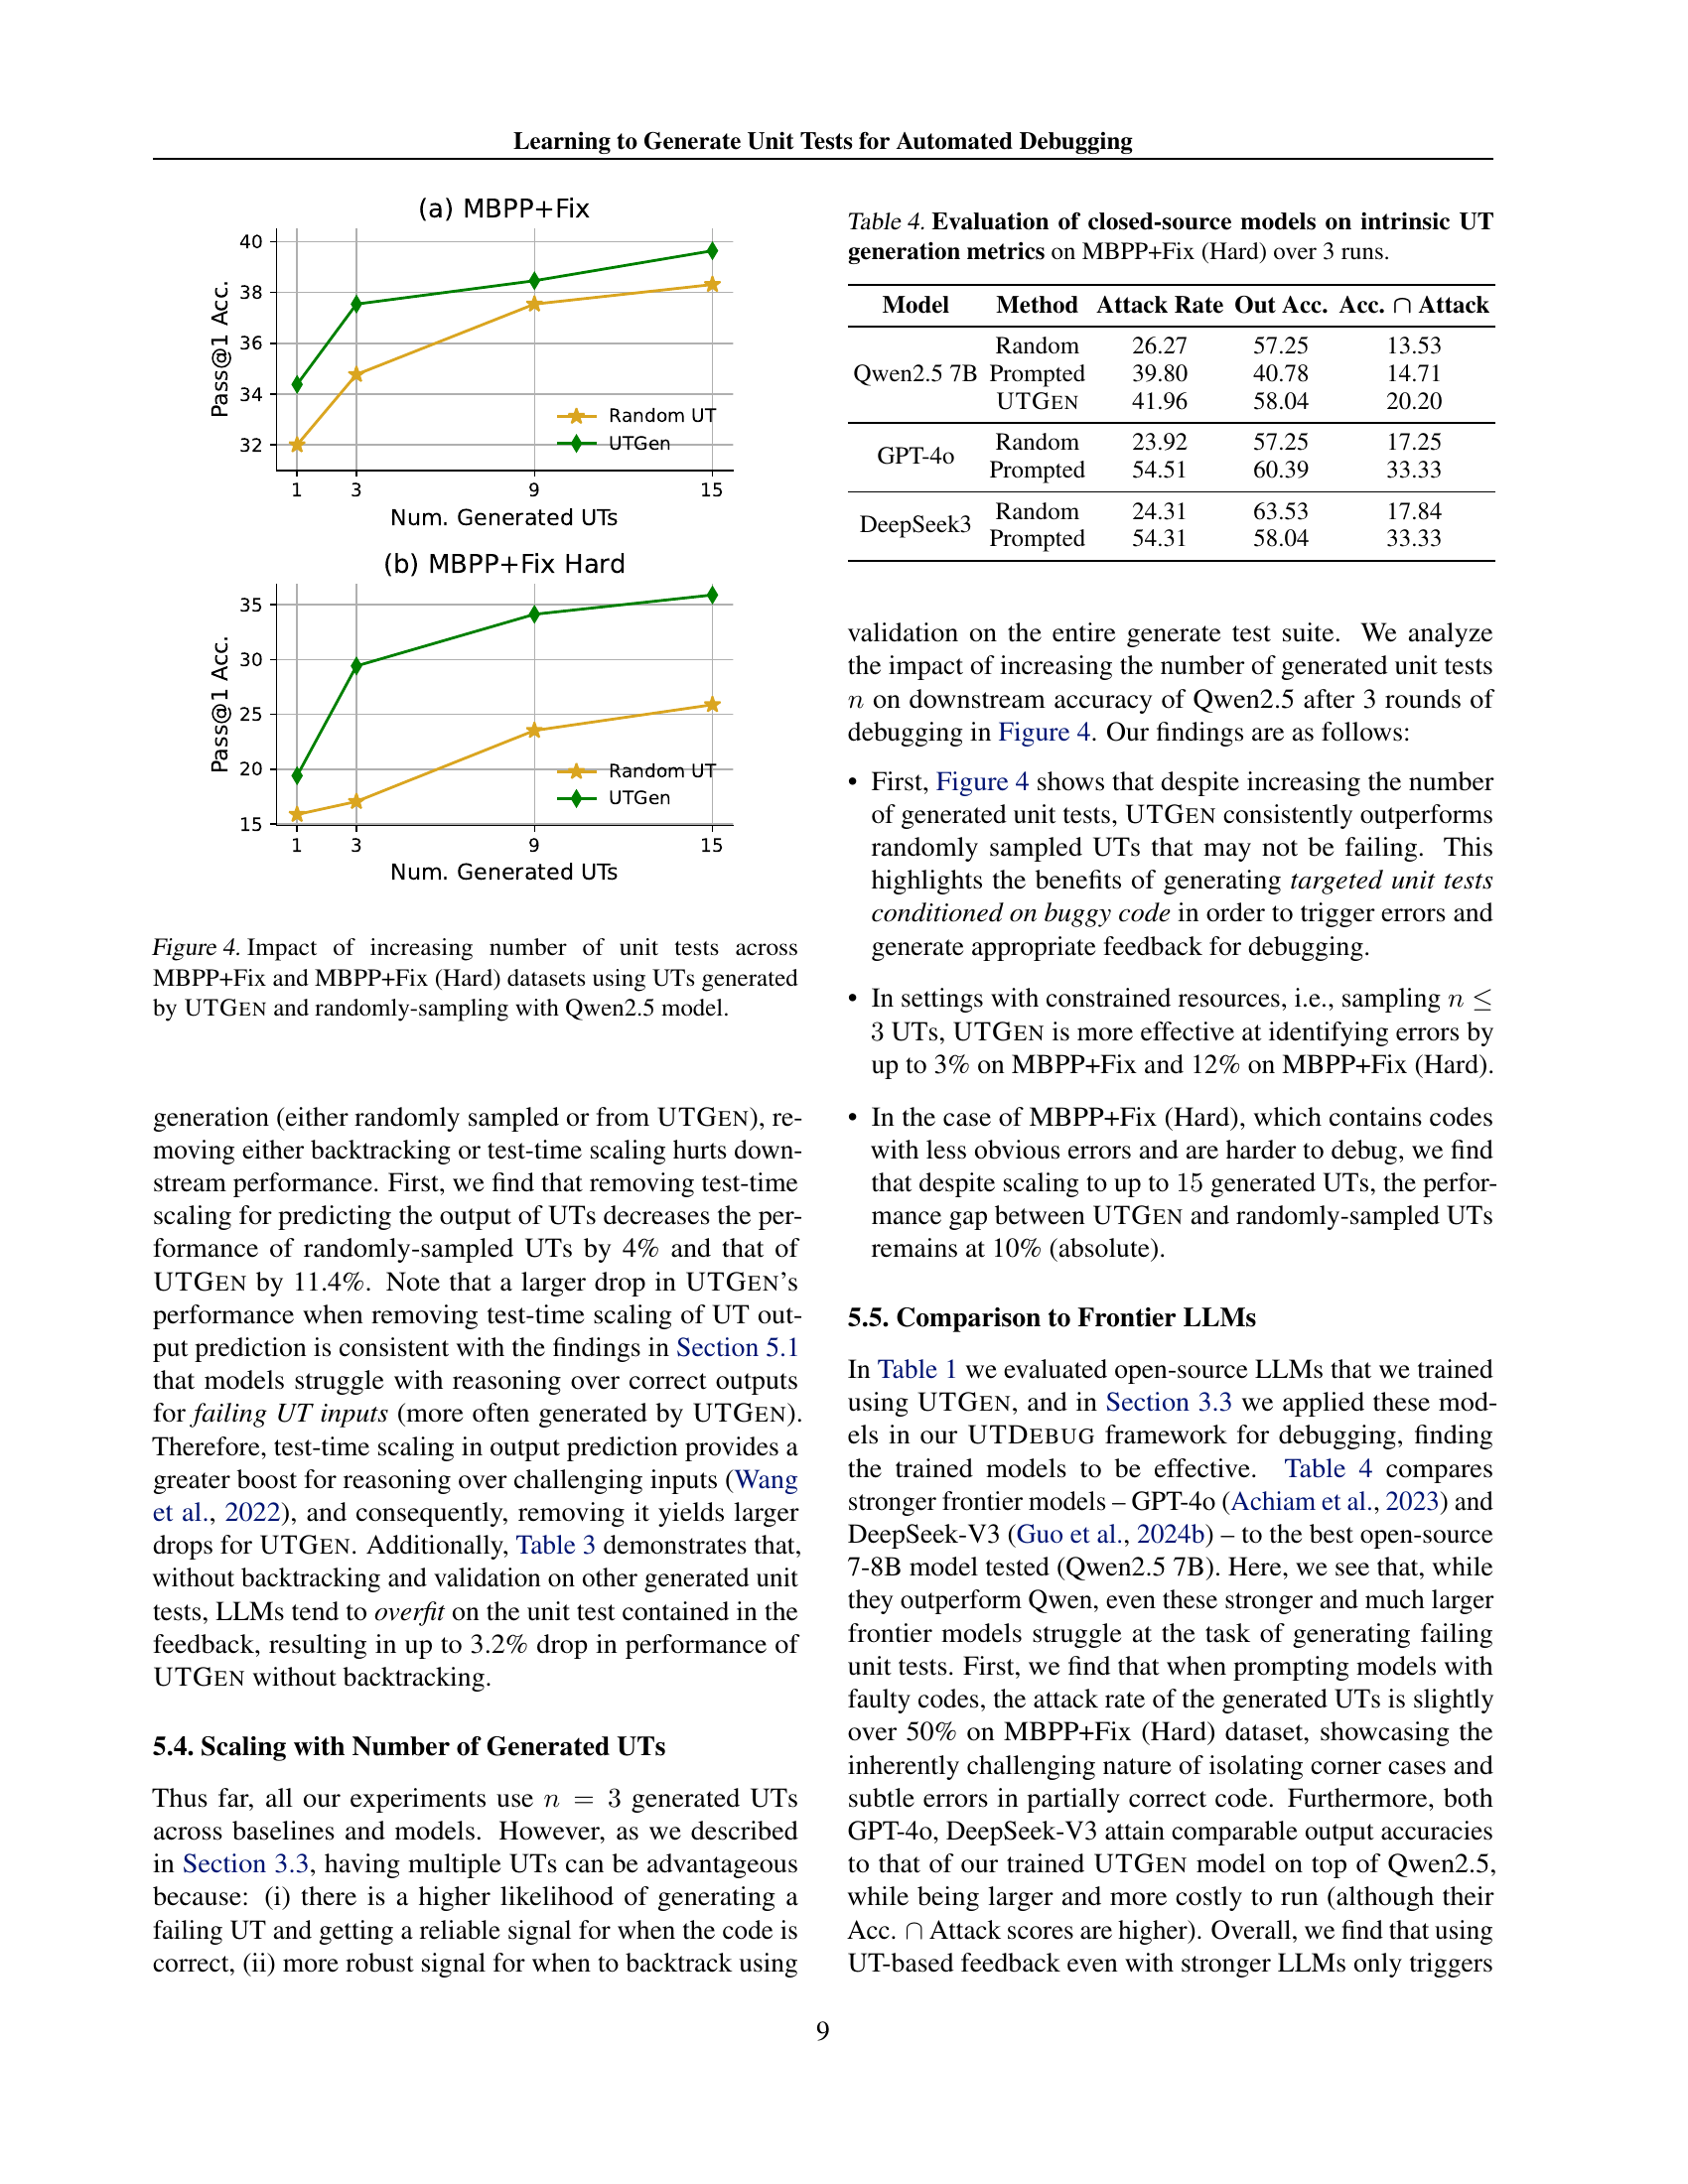 Learning to Generate Unit Tests for Automated Debugging
(a) MBPP+Fix
40
38
36
34
32
Pass@1 Acc.
Random UT
UTGen
1 3 9 15
Num. Generated UTs
(b) MBPP+Fix Hard
35
30
25
20
15
Pass@1 Acc.
Random UT
UTGen
1 3 9 15
Num. Generated UTs
Figure 4. Impact of increasing number of unit tests across
MBPP+Fix and MBPP+Fix (Hard) datasets using UTs generated
by UTGEN and randomly-sampling with Qwen2.5 model.
generation (either randomly sampled or from UTGEN), re-
moving either backtracking or test-time scaling hurts down-
stream performance. First, we find that removing test-time
scaling for predicting the output of UTs decreases the per-
formance of randomly-sampled UTs by 4% and that of
UTGEN by 11.4%. Note that a larger drop in UTGEN's
performance when removing test-time scaling of UT out-
put prediction is consistent with the findings in Section 5.1
that models struggle with reasoning over correct outputs
for failing UT inputs (more often generated by UTGEN).
Therefore, test-time scaling in output prediction provides a
greater boost for reasoning over challenging inputs (Wang
et al., 2022), and consequently, removing it yields larger
drops for UTGEN. Additionally, Table 3 demonstrates that,
without backtracking and validation on other generated unit
tests, LLMs tend to overfit on the unit test contained in the
feedback, resulting in up to 3.2% drop in performance of
UTGEN without backtracking.
5.4. Scaling with Number of Generated UTs
Thus far, all our experiments use n = 3 generated UTs
across baselines and models. However, as we described
in Section 3.3, having multiple UTs can be advantageous
because: (i) there is a higher likelihood of generating a
failing UT and getting a reliable signal for when the code is
correct, (ii) more robust signal for when to backtrack using
Table 4. Evaluation of closed-source models on intrinsic UT
generation metrics on MBPP+Fix (Hard) over 3 runs.
Model Method Attack Rate Out Acc. Acc. ∩ Attack
Qwen2.5 7B Random 26.27 57.25 13.53
Prompted 39.80 40.78 14.71
UTGEN 41.96 58.04 20.20
GPT-4o Random 23.92 57.25 17.25
Prompted 54.51 60.39 33.33
DeepSeek3 Random 24.31 63.53 17.84
Prompted 54.31 58.04 33.33
validation on the entire generate test suite. We analyze
the impact of increasing the number of generated unit tests
n on downstream accuracy of Qwen2.5 after 3 rounds of
debugging in Figure 4. Our findings are as follows:
• First, Figure 4 shows that despite increasing the number
of generated unit tests, UTGEN consistently outperforms
randomly sampled UTs that may not be failing. This
highlights the benefits of generating targeted unit tests
conditioned on buggy code in order to trigger errors and
generate appropriate feedback for debugging.
• In settings with constrained resources, i.e., sampling n ≤
3 UTs, UTGEN is more effective at identifying errors by
up to 3% on MBPP+Fix and 12% on MBPP+Fix (Hard).
• In the case of MBPP+Fix (Hard), which contains codes
with less obvious errors and are harder to debug, we find
that despite scaling to up to 15 generated UTs, the perfor-
mance gap between UTGEN and randomly-sampled UTs
remains at 10% (absolute).
5.5. Comparison to Frontier LLMs
In Table 1 we evaluated open-source LLMs that we trained
using UTGEN, and in Section 3.3 we applied these mod-
els in our UTDEBUG framework for debugging, finding
the trained models to be effective. Table 4 compares
stronger frontier models – GPT-4o (Achiam et al., 2023) and
DeepSeek-V3 (Guo et al., 2024b) – to the best open-source
7-8B model tested (Qwen2.5 7B). Here, we see that, while
they outperform Qwen, even these stronger and much larger
frontier models struggle at the task of generating failing
unit tests. First, we find that when prompting models with
faulty codes, the attack rate of the generated UTs is slightly
over 50% on MBPP+Fix (Hard) dataset, showcasing the
inherently challenging nature of isolating corner cases and
subtle errors in partially correct code. Furthermore, both
GPT-4o, DeepSeek-V3 attain comparable output accuracies
to that of our trained UTGEN model on top of Qwen2.5,
while being larger and more costly to run (although their
Acc. ∩ Attack scores are higher). Overall, we find that using
UT-based feedback even with stronger LLMs only triggers
9